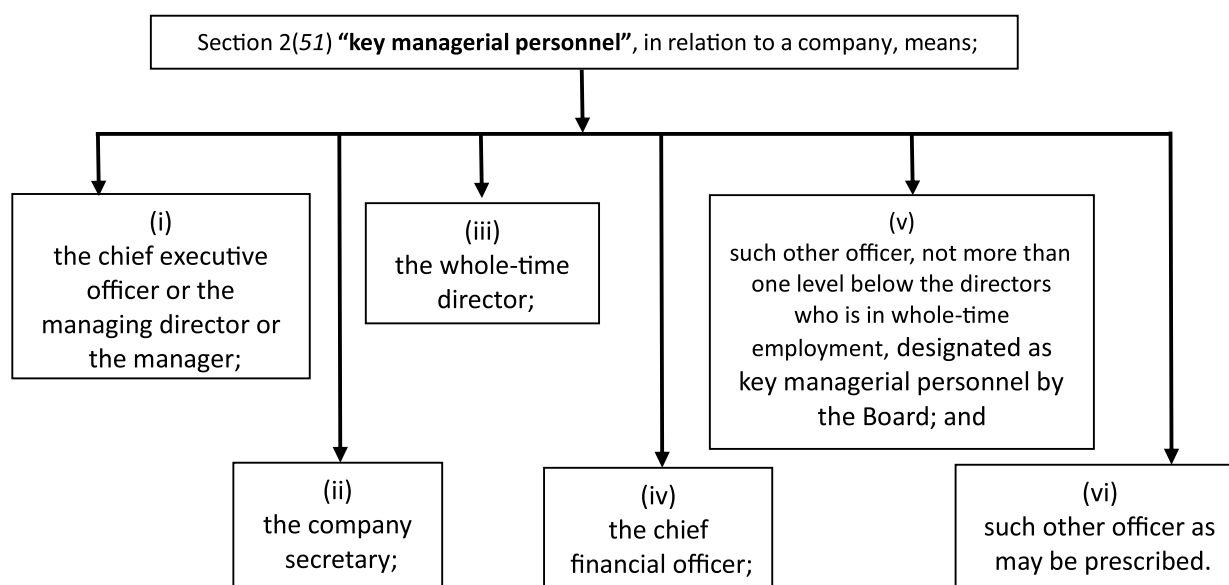 Section 2(51) “key managerial personnel”, in relation to a company, means;
(i)
the chief executive
officer or the
managing director or
the manager;
(ii)
the company
secretary;
(iii)
the whole-time
director;
(iv)
the chief
financial officer;
(v)
such other officer, not more than
one level below the directors
who is in whole-time
employment, designated as
key managerial personnel by
the Board; and
(vi)
such other officer as
may be prescribed.